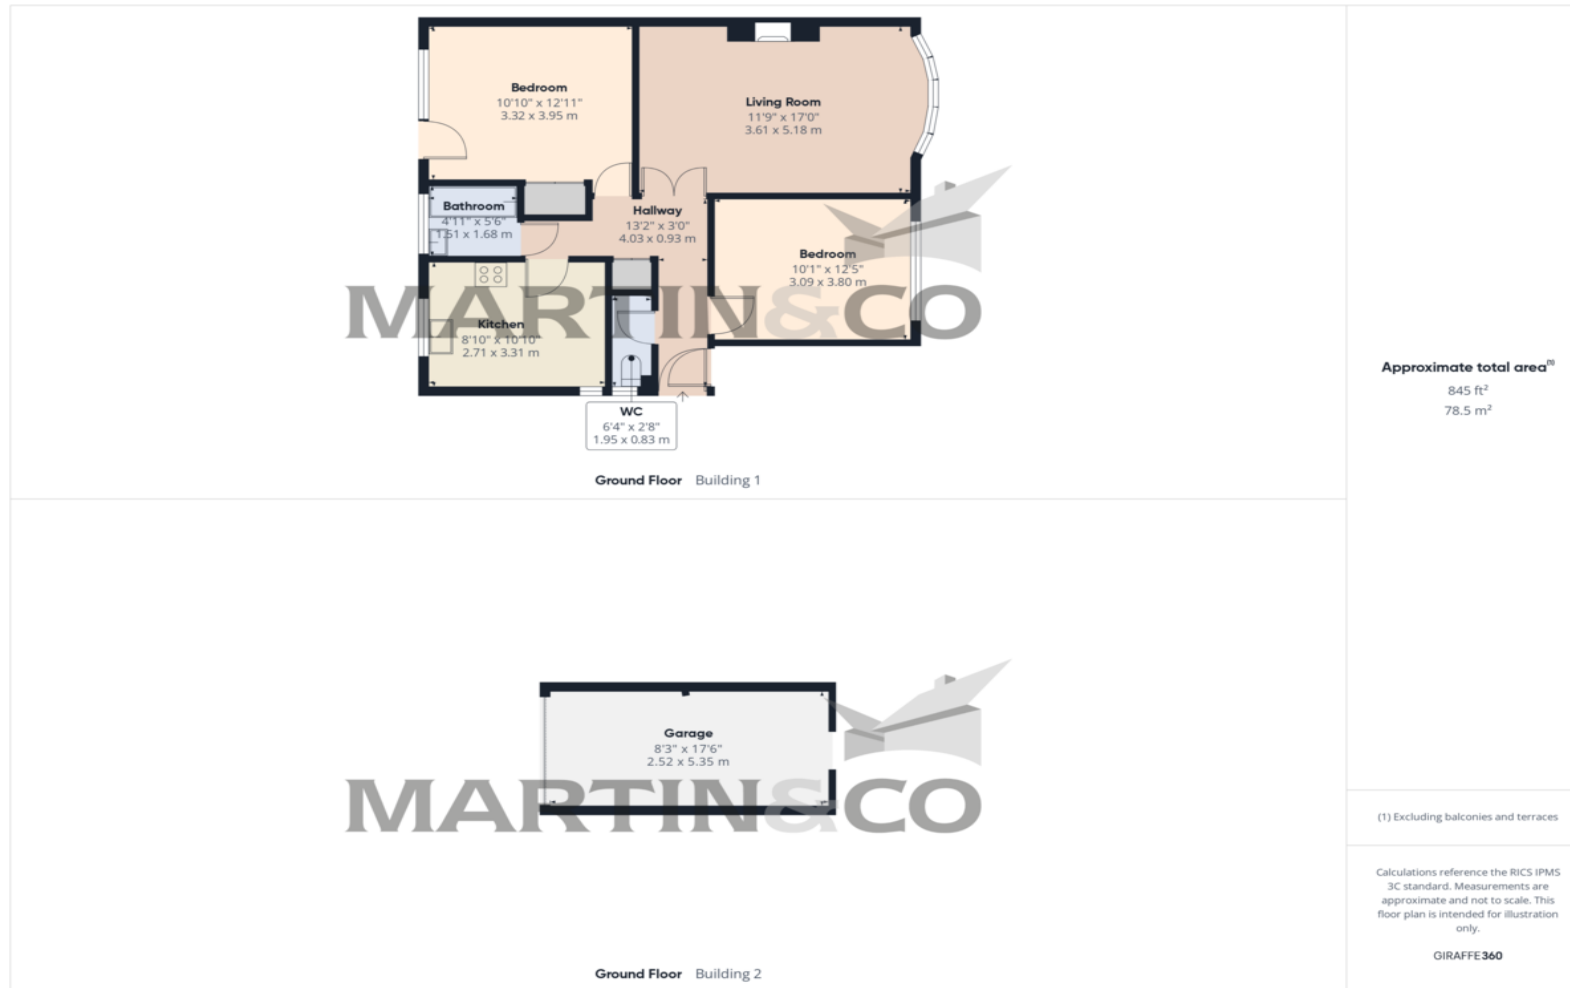 Bedroom
10'10" x 12'11"
3.32 x 3.95 m
Living Room
11'9" x 17'0"
3.61 x 5.18 m
Bathroom
4'11" x 5'6"
1.51 x 1.68 m
Hallway
13'2" x 3'0"
4.03 x 0.93 m
Bedroom
10'1" x 12'5"
3.09 x 3.80 m
MARTIN&CO
Kitchen
8'10" x 10'10"
2.71 x 3.31 m
WC
6'4" x 2'8"
1.95 x 0.83 m
Ground Floor Building 1
Garage
8'3" x 17'6"
2.52 x 5.35 m
MARTIN&CO
Ground Floor Building 2
Approximate total area(1)
845 ft²
78.5 m²
(1) Excluding balconies and terraces
Calculations reference the RICS IPMS
3C standard. Measurements are
approximate and not to scale. This
floor plan is intended for illustration
only.
GIRAFFE360